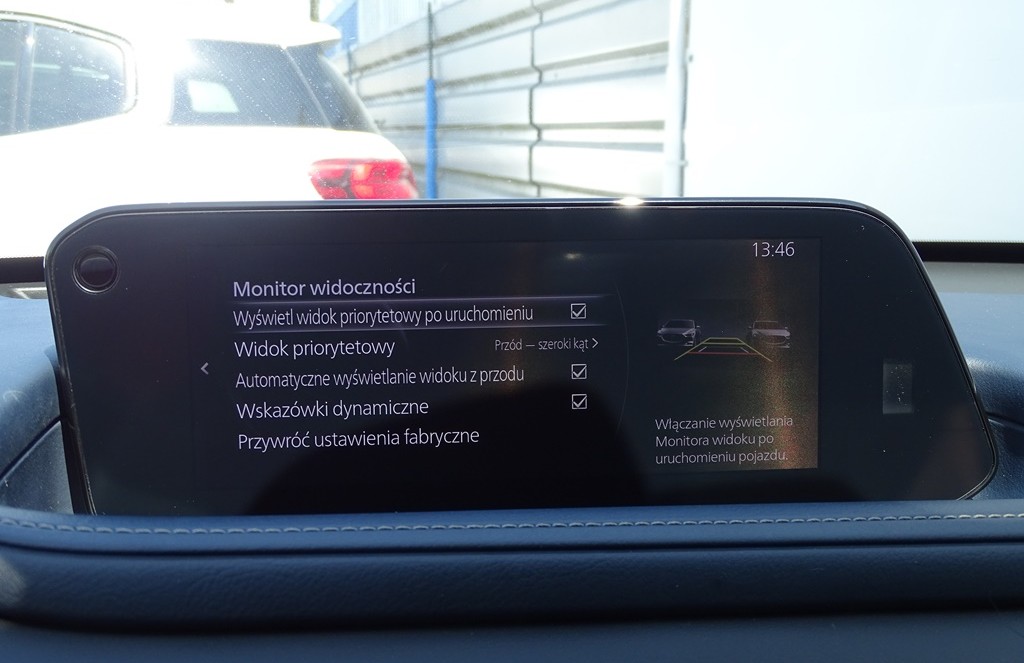 13:46
Monitor widoczności
Wyświetl widok priorytetowy po uruchomieniu
Widok priorytetowy Przód — szeroki kąt >
Automatyczne wyświetlanie widoku z przodu
Wskazówki dynamiczne
Przywróć ustawienia fabryczne
Włączanie wyświetlania
Monitora widoku po
uruchomieniu pojazdu.